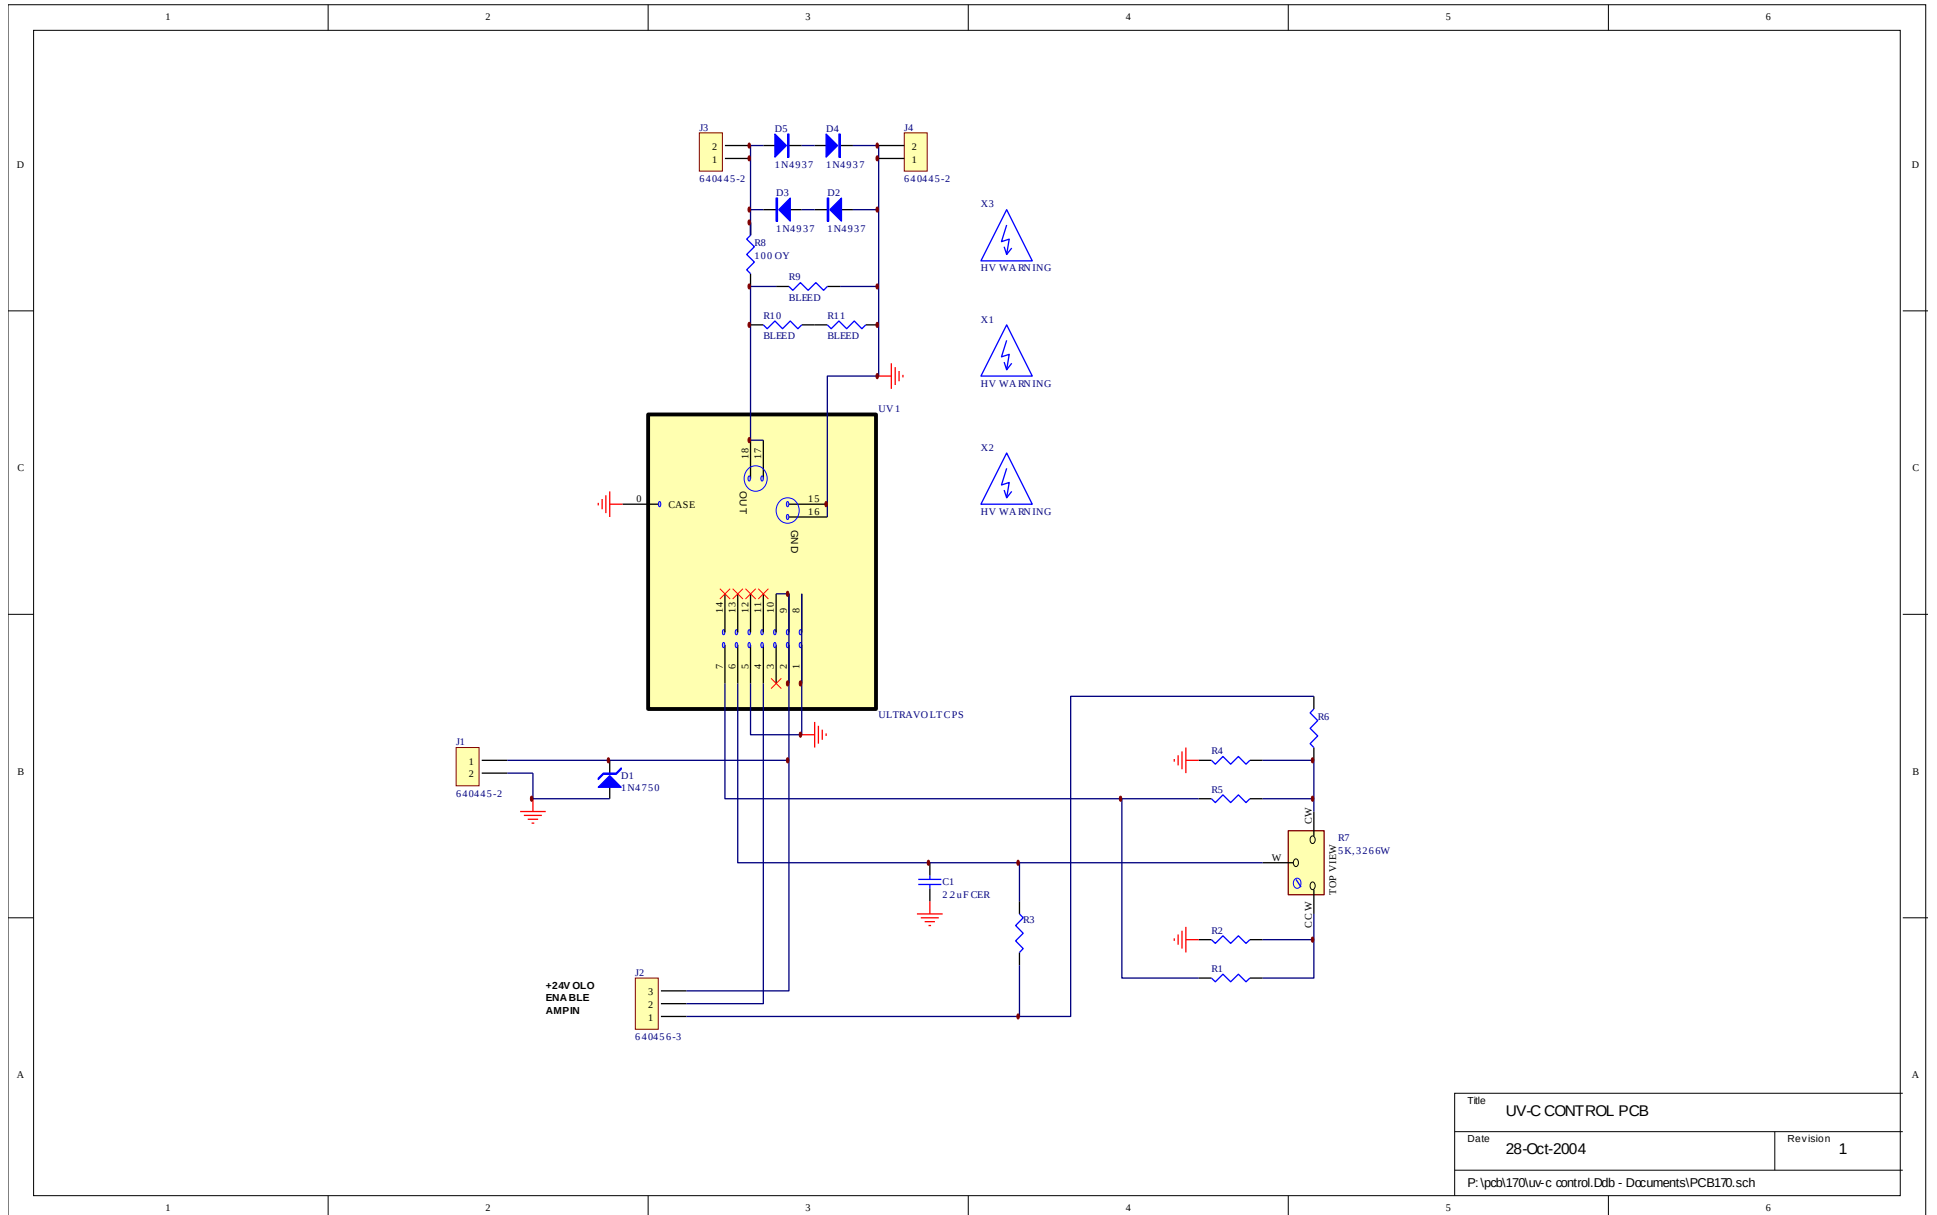 1 2 3 4 5 6
D D
J3
2
1
640445-2
D5
1N4937
D4
1N4937
J4
2
1
640445-2
D3
1N4937
D2
1N4937
R8
100 OY
R9
BLEED
R10
BLEED
R11
BLEED
X3
HV WARNING
X1
HV WARNING
X2
HV WARNING
C C
UV1
18
17
OUT
15
16
GND
0
CASE
14
13
12
11
10
9
8
7
6
5
4
3
2
1
ULTRAVOLT CPS
B B
J1
1
2
640445-2
D1
1N4750
R6
R4
R5
CW
R7
5K,3266W
W
TOP VIEW
CCW
C1
2.2uF CER
R3
R2
R1
+24V OLO
ENABLE
AMPIN
J2
3
2
1
640456-3
A A
Title
UV-C CONTROL PCB
Date
28-Oct-2004
Revision
1
P:\pcb\170\uv-c control.Ddb - Documents\PCB170.sch
1 2 3 4 5 6